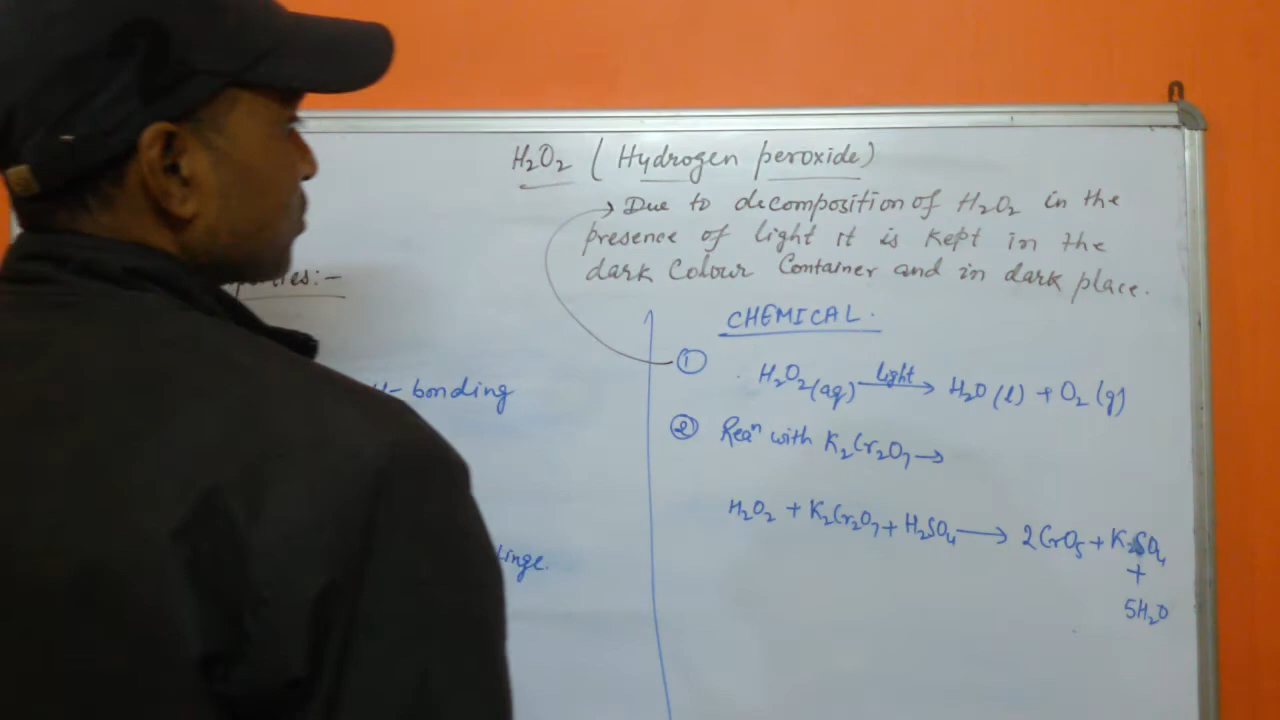 H₂O₂ (Hydrogen peroxide)
→ Due to decomposition of H₂O₂ in the
presence of light it is kept in the
dark Colour Container and in dark place.
bonding
CHEMICAL.
① H₂O₂(aq) —Light→ H₂O(l) + O₂(g)
② Reaⁿ with K₂Cr₂O₇ →
H₂O₂ + K₂Cr₂O₇ + H₂SO₄ → 2CrO₅ + K₂SO₄
+
5H₂O